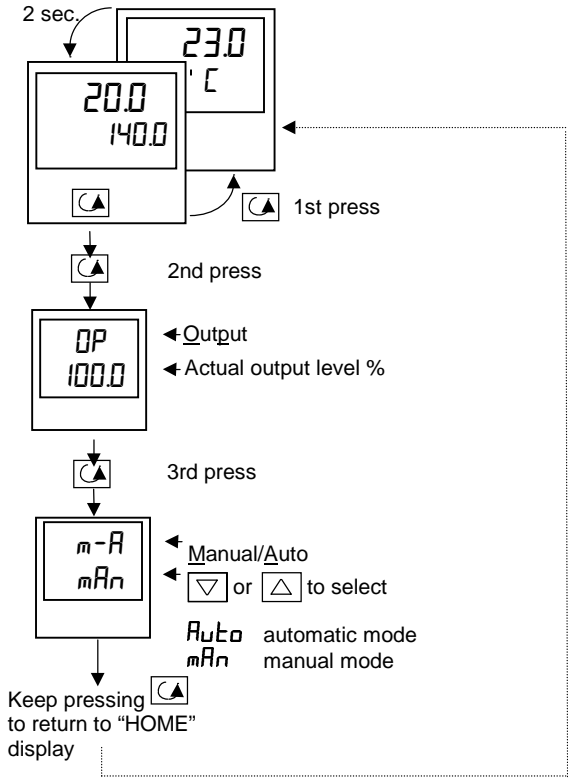 2 sec.
23.0
' C
20.0
140.0
1st press
2nd press
OP
100.0
Output
Actual output level %
3rd press
m-A
mAn
Manual/Auto
or to select
Auto automatic mode
mAn manual mode
Keep pressing
to return to “HOME”
display